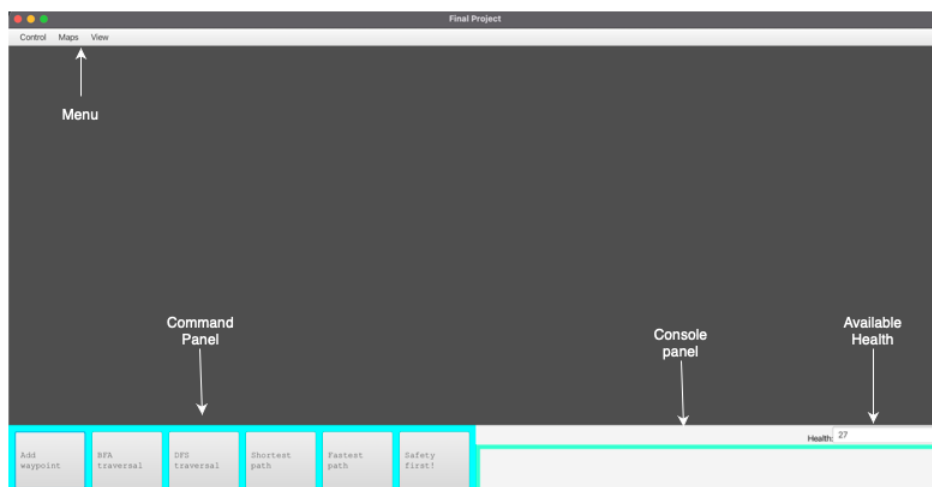 Final Project
Control Maps View
Menu
Command
Panel
Console
panel
Available
Health
Health: 27
Add
waypoint
BFA
traversal
DFS
traversal
Shortest
path
Fastest
path
Safety
first!